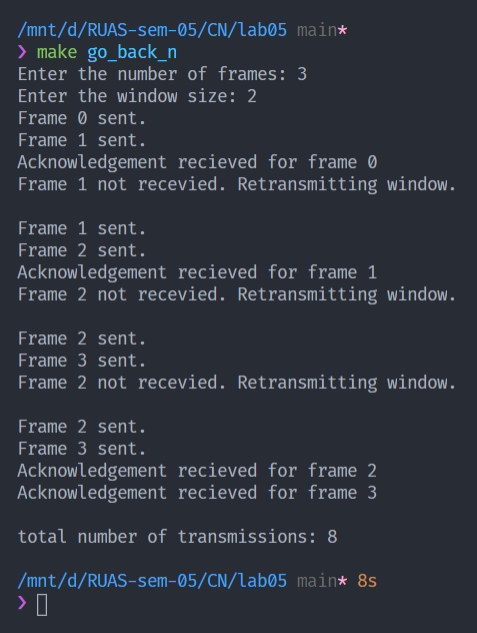 /mnt/d/RUAS-sem-05/CN/lab05 main*
❯ make go_back_n
Enter the number of frames: 3
Enter the window size: 2
Frame 0 sent.
Frame 1 sent.
Acknowledgement recieved for frame 0
Frame 1 not recevied. Retransmitting window.
Frame 1 sent.
Frame 2 sent.
Acknowledgement recieved for frame 1
Frame 2 not recevied. Retransmitting window.
Frame 2 sent.
Frame 3 sent.
Frame 2 not recevied. Retransmitting window.
Frame 2 sent.
Frame 3 sent.
Acknowledgement recieved for frame 2
Acknowledgement recieved for frame 3
total number of transmissions: 8
/mnt/d/RUAS-sem-05/CN/lab05 main* 8s
❯